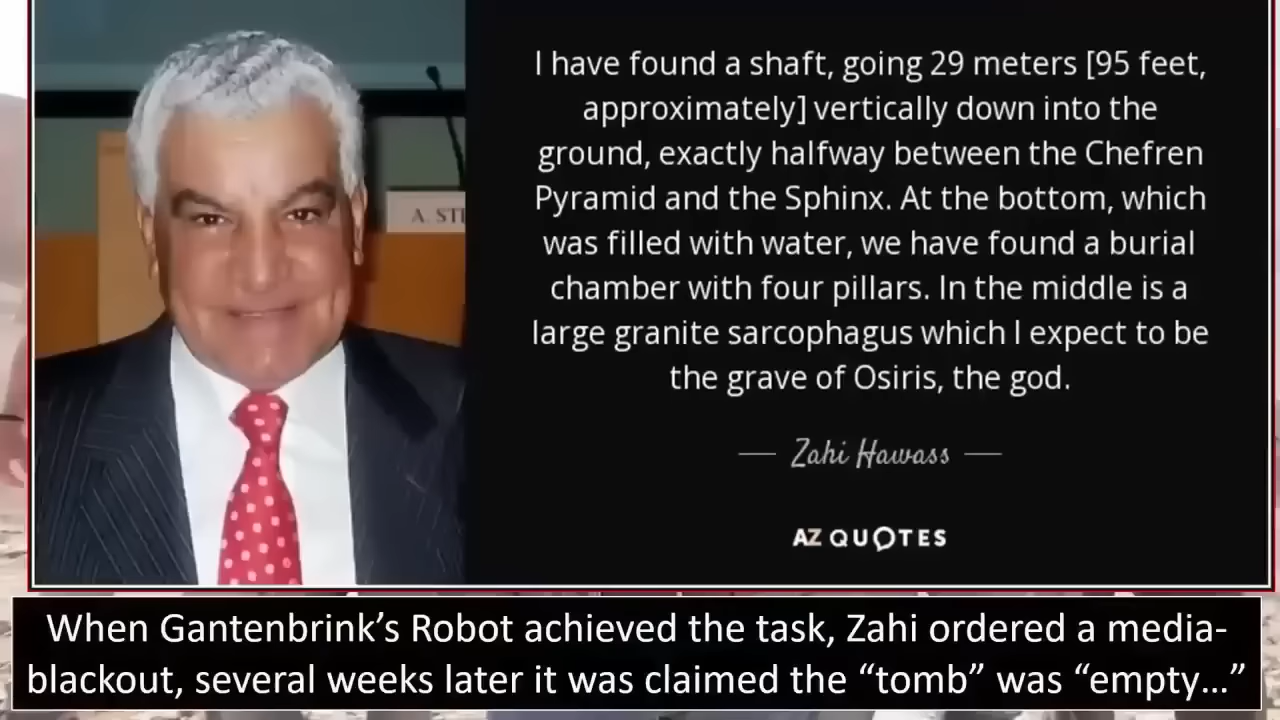 A. STE
I have found a shaft, going 29 meters [95 feet,
approximately] vertically down into the
ground, exactly halfway between the Chefren
Pyramid and the Sphinx. At the bottom, which
was filled with water, we have found a burial
chamber with four pillars. In the middle is a
large granite sarcophagus which I expect to be
the grave of Osiris, the god.
Zahi Hawass
AZ QUOTES
When Gantenbrink’s Robot achieved the task, Zahi ordered a media-
blackout, several weeks later it was claimed the “tomb” was “empty…”